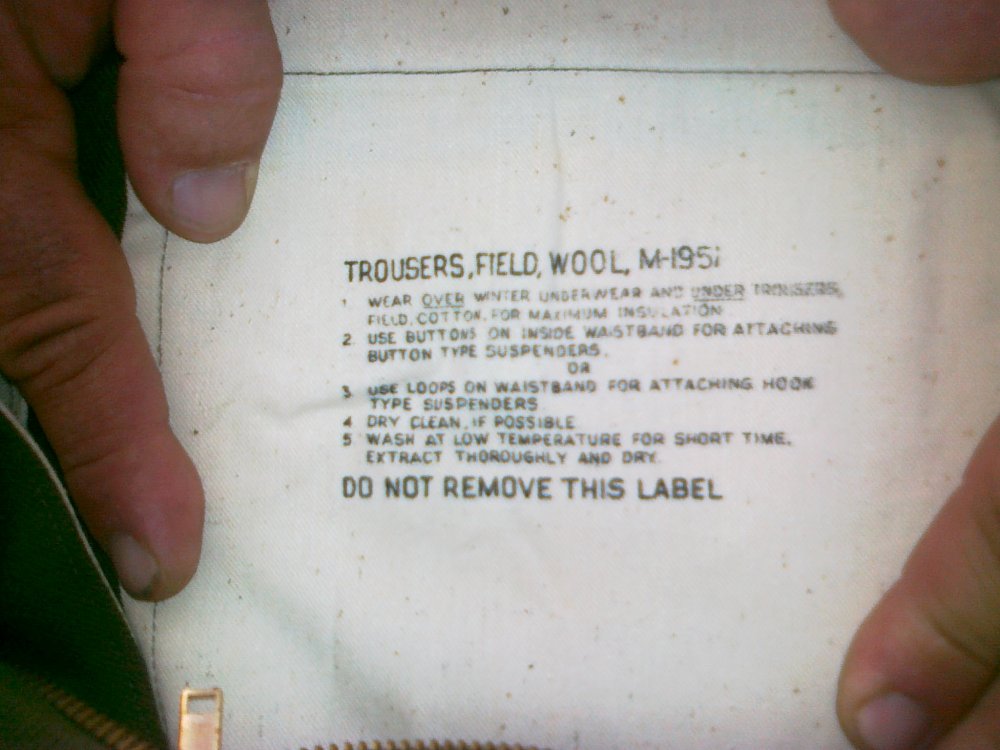 TROUSERS, FIELD, WOOL, M-1951
1. WEAR OVER WINTER UNDERWEAR AND UNDER TROUSERS,
FIELD, COTTON, FOR MAXIMUM INSULATION
2. USE BUTTONS ON INSIDE WAISTBAND FOR ATTACHING
BUTTON TYPE SUSPENDERS.
OR
3. USE LOOPS ON WAISTBAND FOR ATTACHING HOOK
TYPE SUSPENDERS
4 DRY CLEAN, IF POSSIBLE
5. WASH AT LOW TEMPERATURE FOR SHORT TIME,
EXTRACT THOROUGHLY AND DRY.
DO NOT REMOVE THIS LABEL